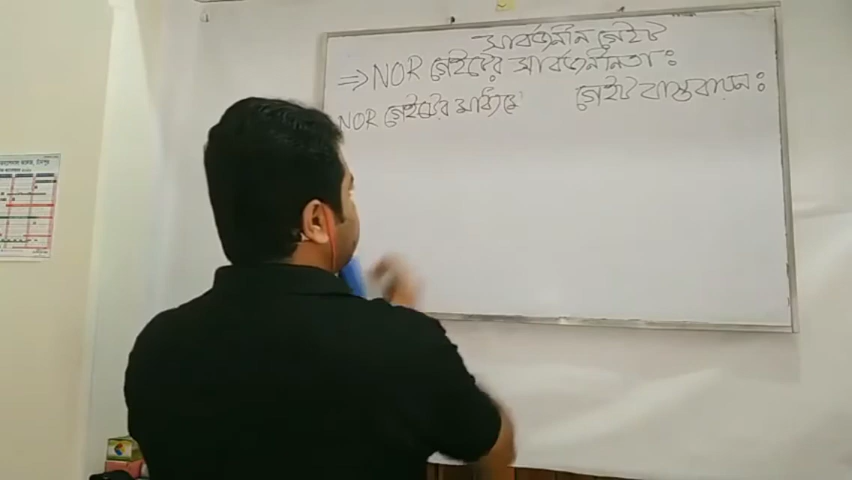 সার্বজনীন গেইট
⇒ NOR গেইটের সার্বজনীনতা :
NOR গেইটের মাধ্যমে গেইট বাস্তবায়ন :